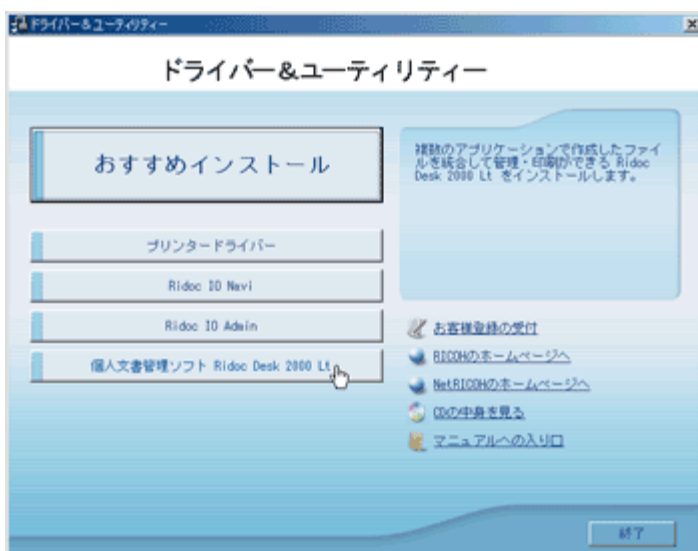 ドライバー&ユーティリティー
ドライバー&ユーティリティー
おすすめインストール
プリンタードライバー
Ridoc IO Navi
Ridoc IO Admin
個人文書管理ソフト Ridoc Desk 2000 Lt
複数のアプリケーションで作成したファイ
ルを統合して管理・印刷ができる Ridoc
Desk 2000 Lt をインストールします。
お客様登録の受付
RICOHのホームページへ
NetRICOHのホームページへ
CDの中身を見る
マニュアルへの入り口
終了